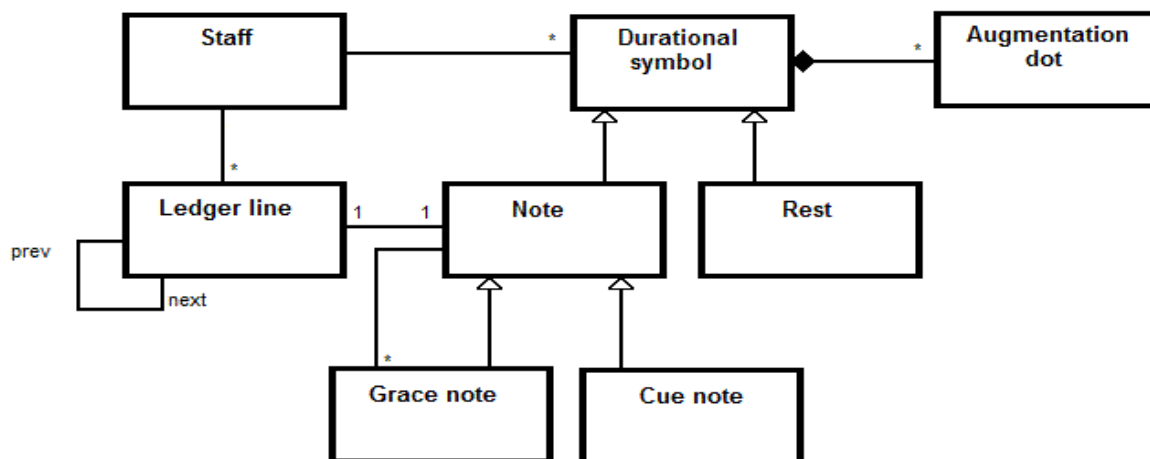 Staff
*
Durational
symbol
*
Augmentation
dot
*
Ledger line
1
1
Note
Rest
prev
next
*
Grace note
Cue note